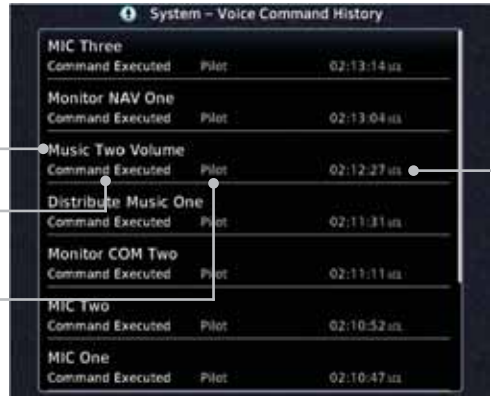 System – Voice Command History
MIC Three
Command Executed Pilot 02:13:14
Monitor NAV One
Command Executed Pilot 02:13:04
Music Two Volume
Command Executed Pilot 02:12:27
Distribute Music One
Command Executed Pilot 02:11:31
Monitor COM Two
Command Executed Pilot 02:11:11
MIC Two
Command Executed Pilot 02:10:52
MIC One
Command Executed Pilot 02:10:47